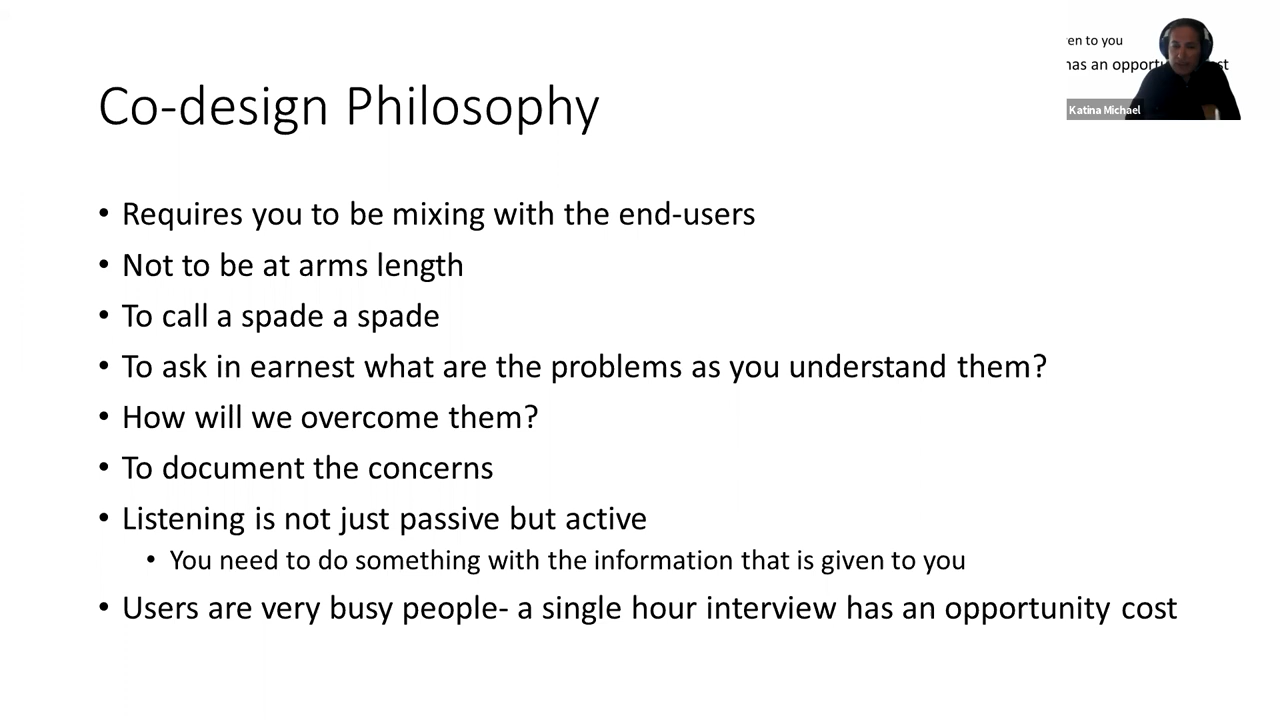 en to you
has an opportu st
Katina Michael
Co-design Philosophy
• Requires you to be mixing with the end-users
• Not to be at arms length
• To call a spade a spade
• To ask in earnest what are the problems as you understand them?
• How will we overcome them?
• To document the concerns
• Listening is not just passive but active
• You need to do something with the information that is given to you
• Users are very busy people- a single hour interview has an opportunity cost